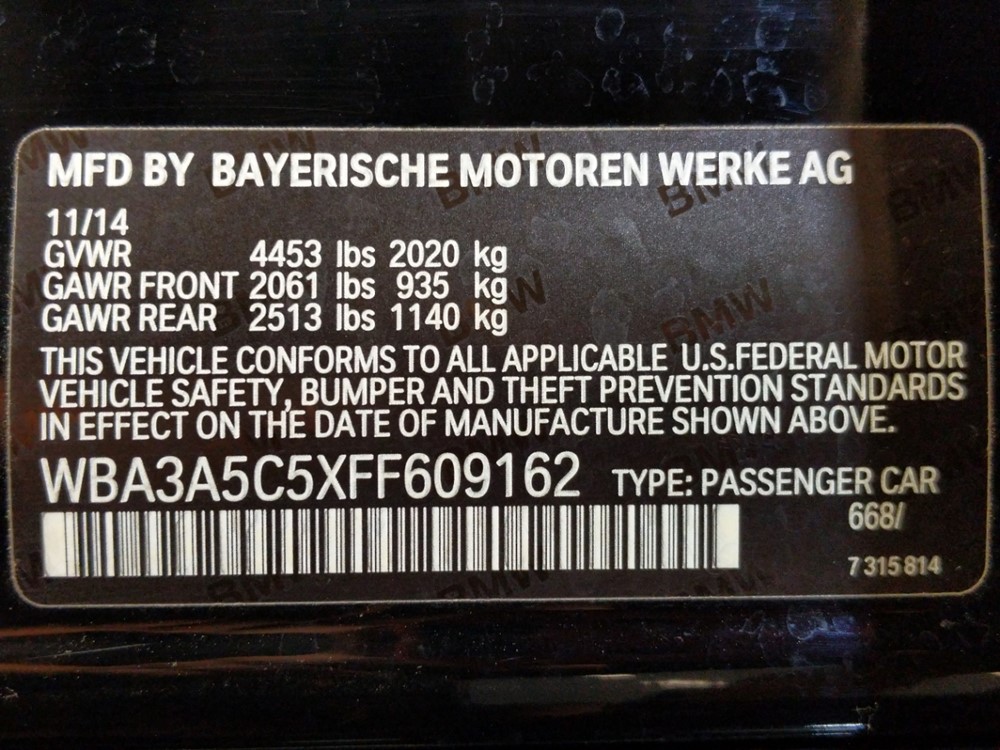 MFD BY BAYERISCHE MOTOREN WERKE AG
11/14
GVWR 4453 lbs 2020 kg
GAWR FRONT 2061 lbs 935 kg
GAWR REAR 2513 lbs 1140 kg
THIS VEHICLE CONFORMS TO ALL APPLICABLE U.S.FEDERAL MOTOR
VEHICLE SAFETY, BUMPER AND THEFT PREVENTION STANDARDS
IN EFFECT ON THE DATE OF MANUFACTURE SHOWN ABOVE.
WBA3A5C5XFF609162 TYPE: PASSENGER CAR
668/
7 315 814